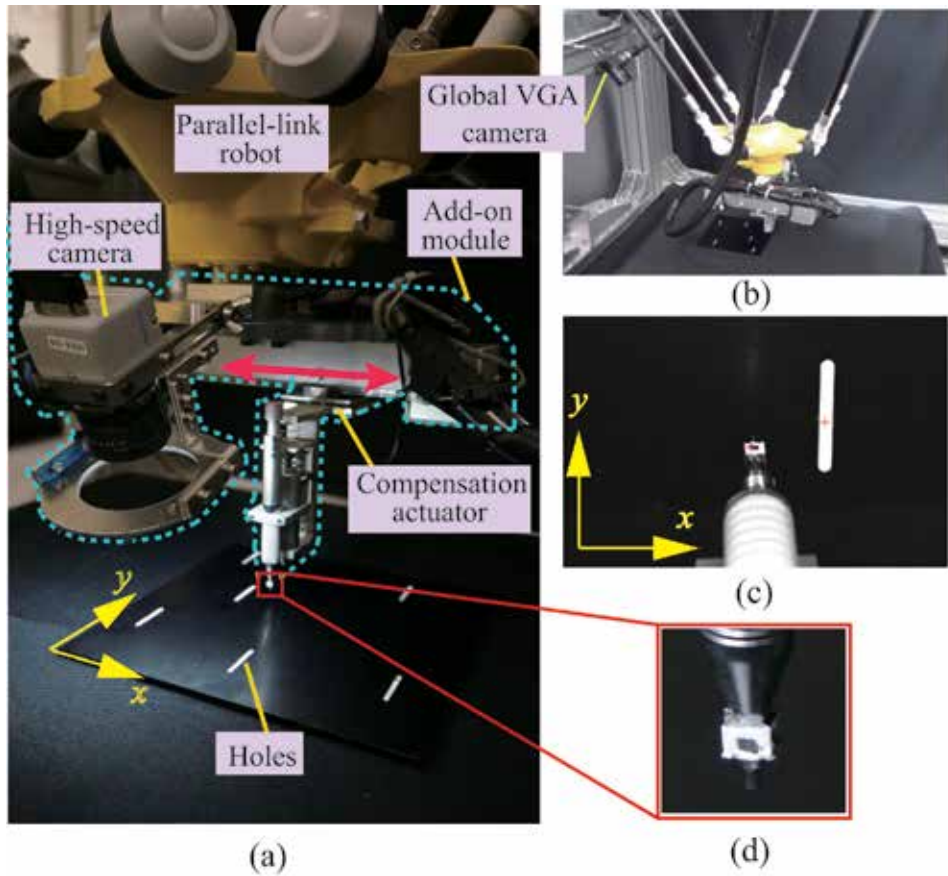 Parallel-link
robot
High-speed
camera
Add-on
module
Compensation
actuator
y
x
Holes
(a)
Global VGA
camera
(b)
y
x
(c)
(d)